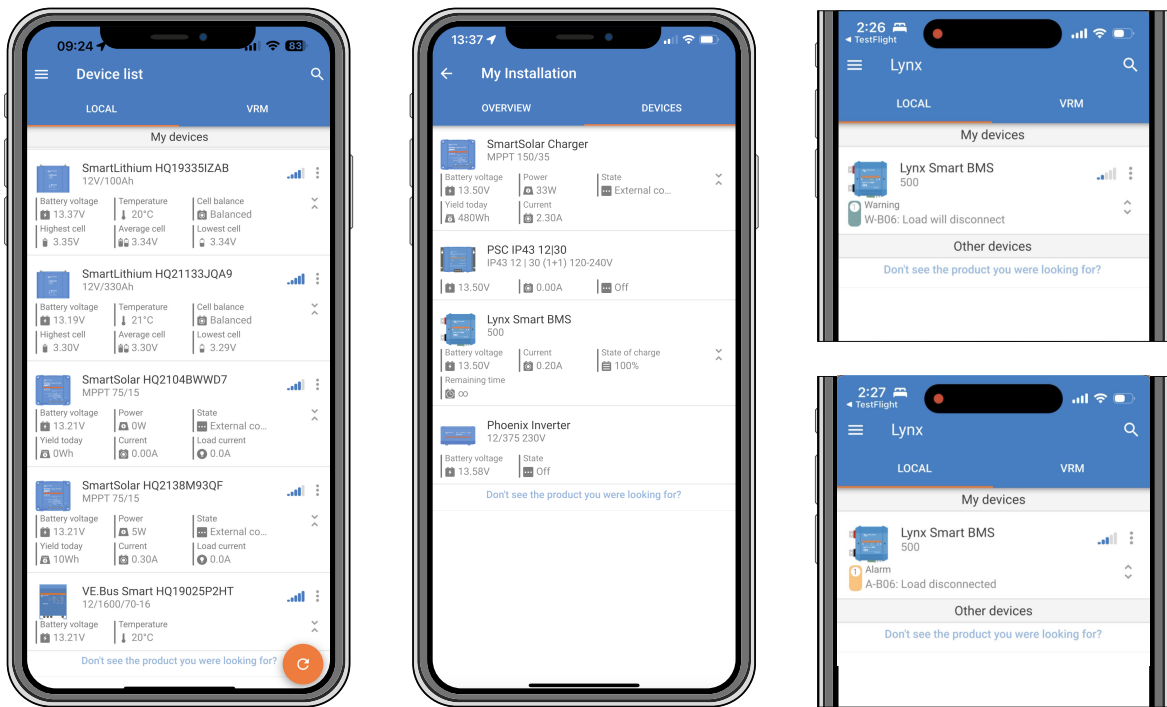 09:24
83
Device list
LOCAL VRM
My devices
SmartLithium HQ19335IZAB
12V/100Ah
Battery voltage Temperature Cell balance
13.37V 20°C Balanced
Highest cell Average cell Lowest cell
3.35V 3.34V 3.34V
SmartLithium HQ21133JQA9
12V/330Ah
Battery voltage Temperature Cell balance
13.19V 21°C Balanced
Highest cell Average cell Lowest cell
3.30V 3.30V 3.29V
SmartSolar HQ2104BWWD7
MPPT 75/15
Battery voltage Power State
13.21V 0W External co...
Yield today Current Load current
0Wh 0.00A 0.0A
SmartSolar HQ2138M93QF
MPPT 75/15
Battery voltage Power State
13.21V 5W External co...
Yield today Current Load current
10Wh 0.30A 0.0A
VE.Bus Smart HQ19025P2HT
12/1600/70-16
Battery voltage Temperature
13.21V 20°C
Don't see the product you were looking for?
13:37
My Installation
OVERVIEW DEVICES
SmartSolar Charger
MPPT 150/35
Battery voltage Power State
13.50V 33W External co...
Yield today Current
480Wh 2.30A
PSC IP43 12|30
IP43 12 | 30 (1+1) 120-240V
13.50V 0.00A Off
Lynx Smart BMS
500
Battery voltage Current State of charge
13.50V 0.20A 100%
Remaining time
∞
Phoenix Inverter
12/375 230V
Battery voltage State
13.58V Off
Don't see the product you were looking for?
2:26
◀ TestFlight
Lynx
LOCAL VRM
My devices
Lynx Smart BMS
500
1 Warning
W-B06: Load will disconnect
Other devices
Don't see the product you were looking for?
2:27
◀ TestFlight
Lynx
LOCAL VRM
My devices
Lynx Smart BMS
500
1 Alarm
A-B06: Load disconnected
Other devices
Don't see the product you were looking for?